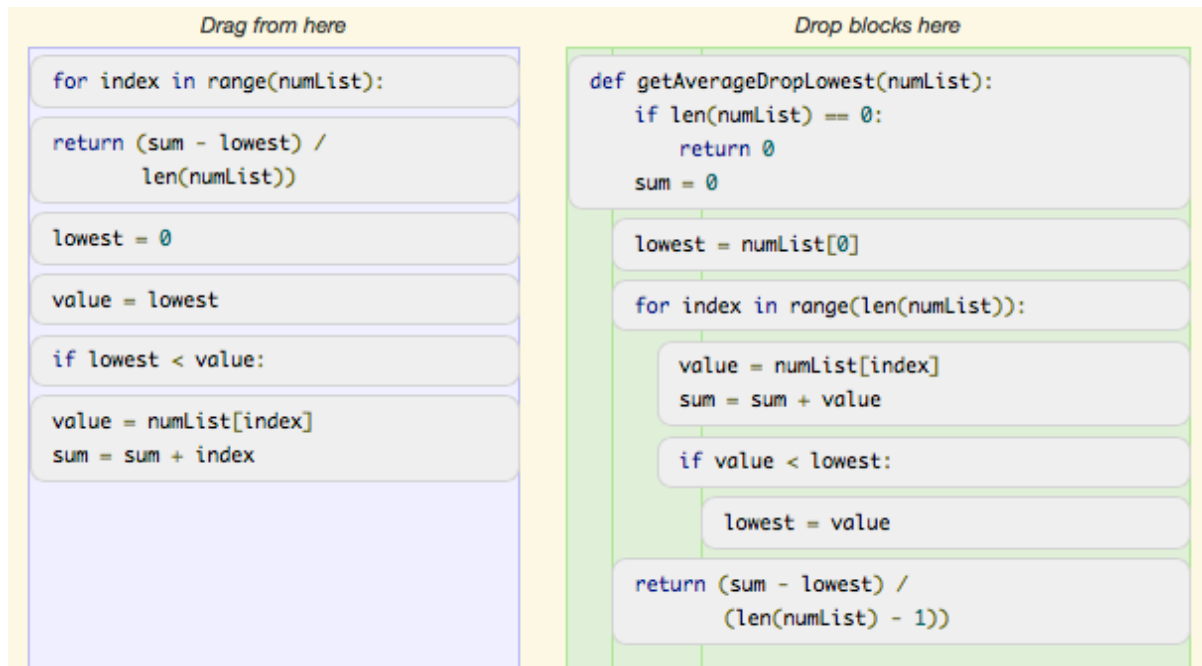 Drag from here
for index in range(numList):
return (sum - lowest) /
        len(numList))
lowest = 0
value = lowest
if lowest < value:
value = numList[index]
sum = sum + index
Drop blocks here
def getAverageDropLowest(numList):
    if len(numList) == 0:
        return 0
    sum = 0
    lowest = numList[0]
    for index in range(len(numList)):
        value = numList[index]
        sum = sum + value
        if value < lowest:
            lowest = value
    return (sum - lowest) /
            (len(numList) - 1))